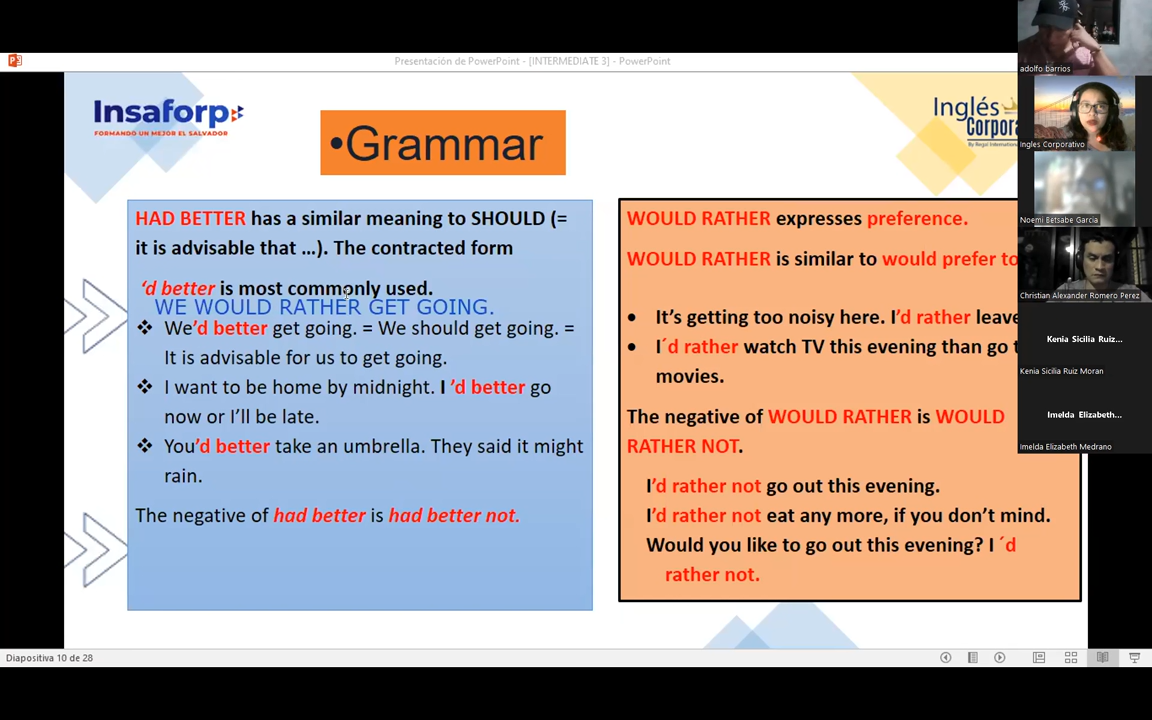 Presentación de PowerPoint - [INTERMEDIATE 3] - PowerPoint
Insaforp
FORMANDO UN MEJOR EL SALVADOR
•Grammar
Inglés
Corpora
HAD BETTER has a similar meaning to SHOULD (=
it is advisable that ...). The contracted form
‘d better is most commonly used.
WE WOULD RATHER GET GOING.
❖ We’d better get going. = We should get going. =
It is advisable for us to get going.
❖ I want to be home by midnight. I ’d better go
now or I’ll be late.
❖ You’d better take an umbrella. They said it might
rain.
The negative of had better is had better not.
WOULD RATHER expresses preference.
WOULD RATHER is similar to would prefer to
• It’s getting too noisy here. I’d rather leave
• I´d rather watch TV this evening than go t
movies.
The negative of WOULD RATHER is WOULD
RATHER NOT.
I’d rather not go out this evening.
I’d rather not eat any more, if you don’t mind.
Would you like to go out this evening? I ´d
rather not.
adolfo barrios
Ingles Corporativo
Noemi Betsabe Garcia
Christian Alexander Romero Perez
Kenia Sicilia Ruiz...
Kenia Sicilia Ruiz Moran
Imelda Elizabeth...
Imelda Elizabeth Medrano
Diapositiva 10 de 28